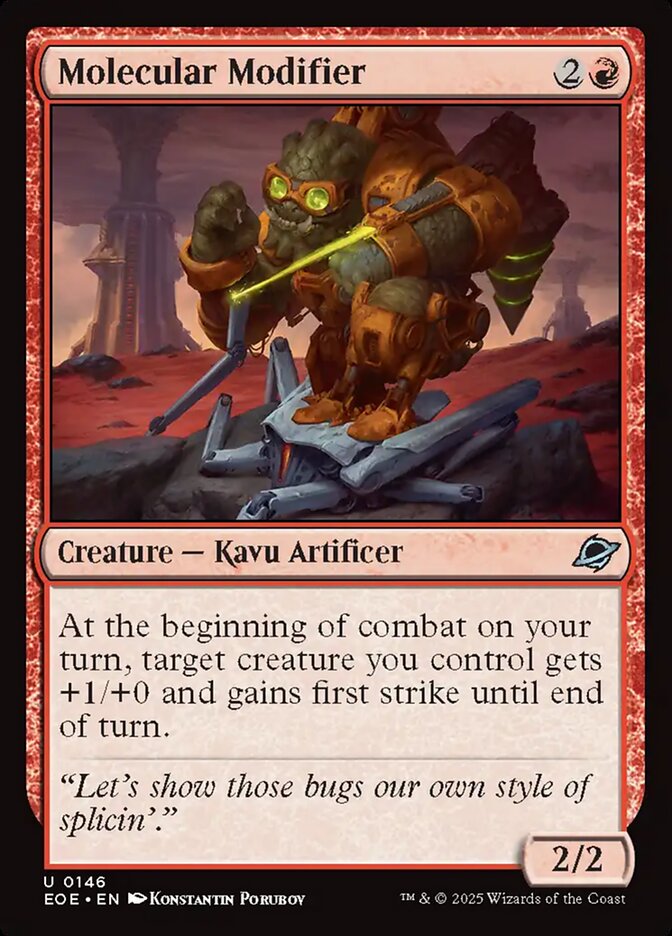 Molecular Modifier 2
Creature — Kavu Artificer
At the beginning of combat on your
turn, target creature you control gets
+1/+0 and gains first strike until end
of turn.
“Let’s show those bugs our own style of
splicin’.”
2/2
U 0146
EOE • EN Konstantin Porubov
™ & © 2025 Wizards of the Coast